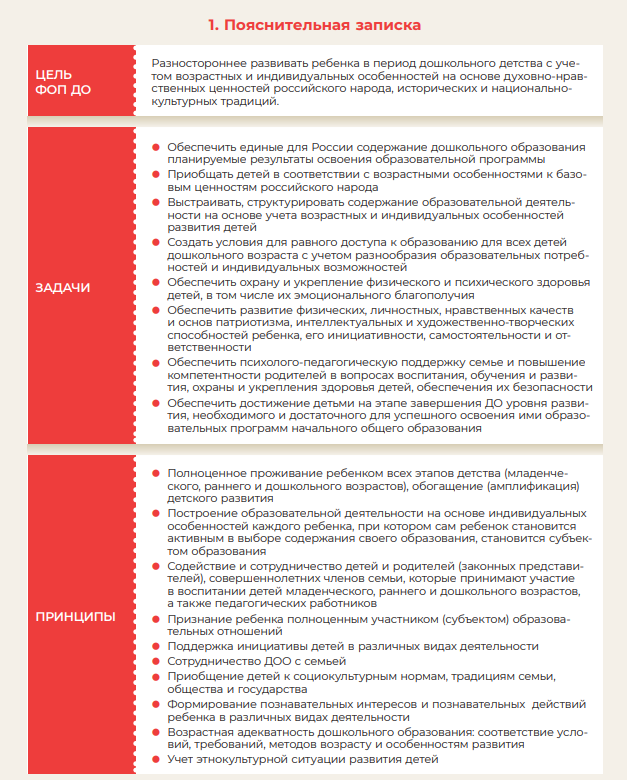 1. Пояснительная записка
ЦЕЛЬ
ФОП ДО
Разностороннее развивать ребенка в период дошкольного детства с уче-
том возрастных и индивидуальных особенностей на основе духовно-нрав-
ственных ценностей российского народа, исторических и национально-
культурных традиций.
ЗАДАЧИ
● Обеспечить единые для России содержание дошкольного образования
планируемые результаты освоения образовательной программы
● Приобщать детей в соответствии с возрастными особенностями к базо-
вым ценностям российского народа
● Выстраивать, структурировать содержание образовательной деятель-
ности на основе учета возрастных и индивидуальных особенностей
развития детей
● Создать условия для равного доступа к образованию для всех детей
дошкольного возраста с учетом разнообразия образовательных потреб-
ностей и индивидуальных возможностей
● Обеспечить охрану и укрепление физического и психического здоровья
детей, в том числе их эмоционального благополучия
● Обеспечить развитие физических, личностных, нравственных качеств
и основ патриотизма, интеллектуальных и художественно-творческих
способностей ребенка, его инициативности, самостоятельности и от-
ветственности
● Обеспечить психолого-педагогическую поддержку семье и повышение
компетентности родителей в вопросах воспитания, обучения и разви-
тия, охраны и укрепления здоровья детей, обеспечения их безопасности
● Обеспечить достижение детьми на этапе завершения ДО уровня разви-
тия, необходимого и достаточного для успешного освоения ими образо-
вательных программ начального общего образования
ПРИНЦИПЫ
● Полноценное проживание ребенком всех этапов детства (младенче-
ского, раннего и дошкольного возрастов), обогащение (амплификация)
детского развития
● Построение образовательной деятельности на основе индивидуальных
особенностей каждого ребенка, при котором сам ребенок становится
активным в выборе содержания своего образования, становится субъек-
том образования
● Содействие и сотрудничество детей и родителей (законных представи-
телей), совершеннолетних членов семьи, которые принимают участие
в воспитании детей младенческого, раннего и дошкольного возрастов,
а также педагогических работников
● Признание ребенка полноценным участником (субъектом) образова-
тельных отношений
● Поддержка инициативы детей в различных видах деятельности
● Сотрудничество ДОО с семьей
● Приобщение детей к социокультурным нормам, традициям семьи,
общества и государства
● Формирование познавательных интересов и познавательных действий
ребенка в различных видах деятельности
● Возрастная адекватность дошкольного образования: соответствие усло-
вий, требований, методов возрасту и особенностям развития
● Учет этнокультурной ситуации развития детей